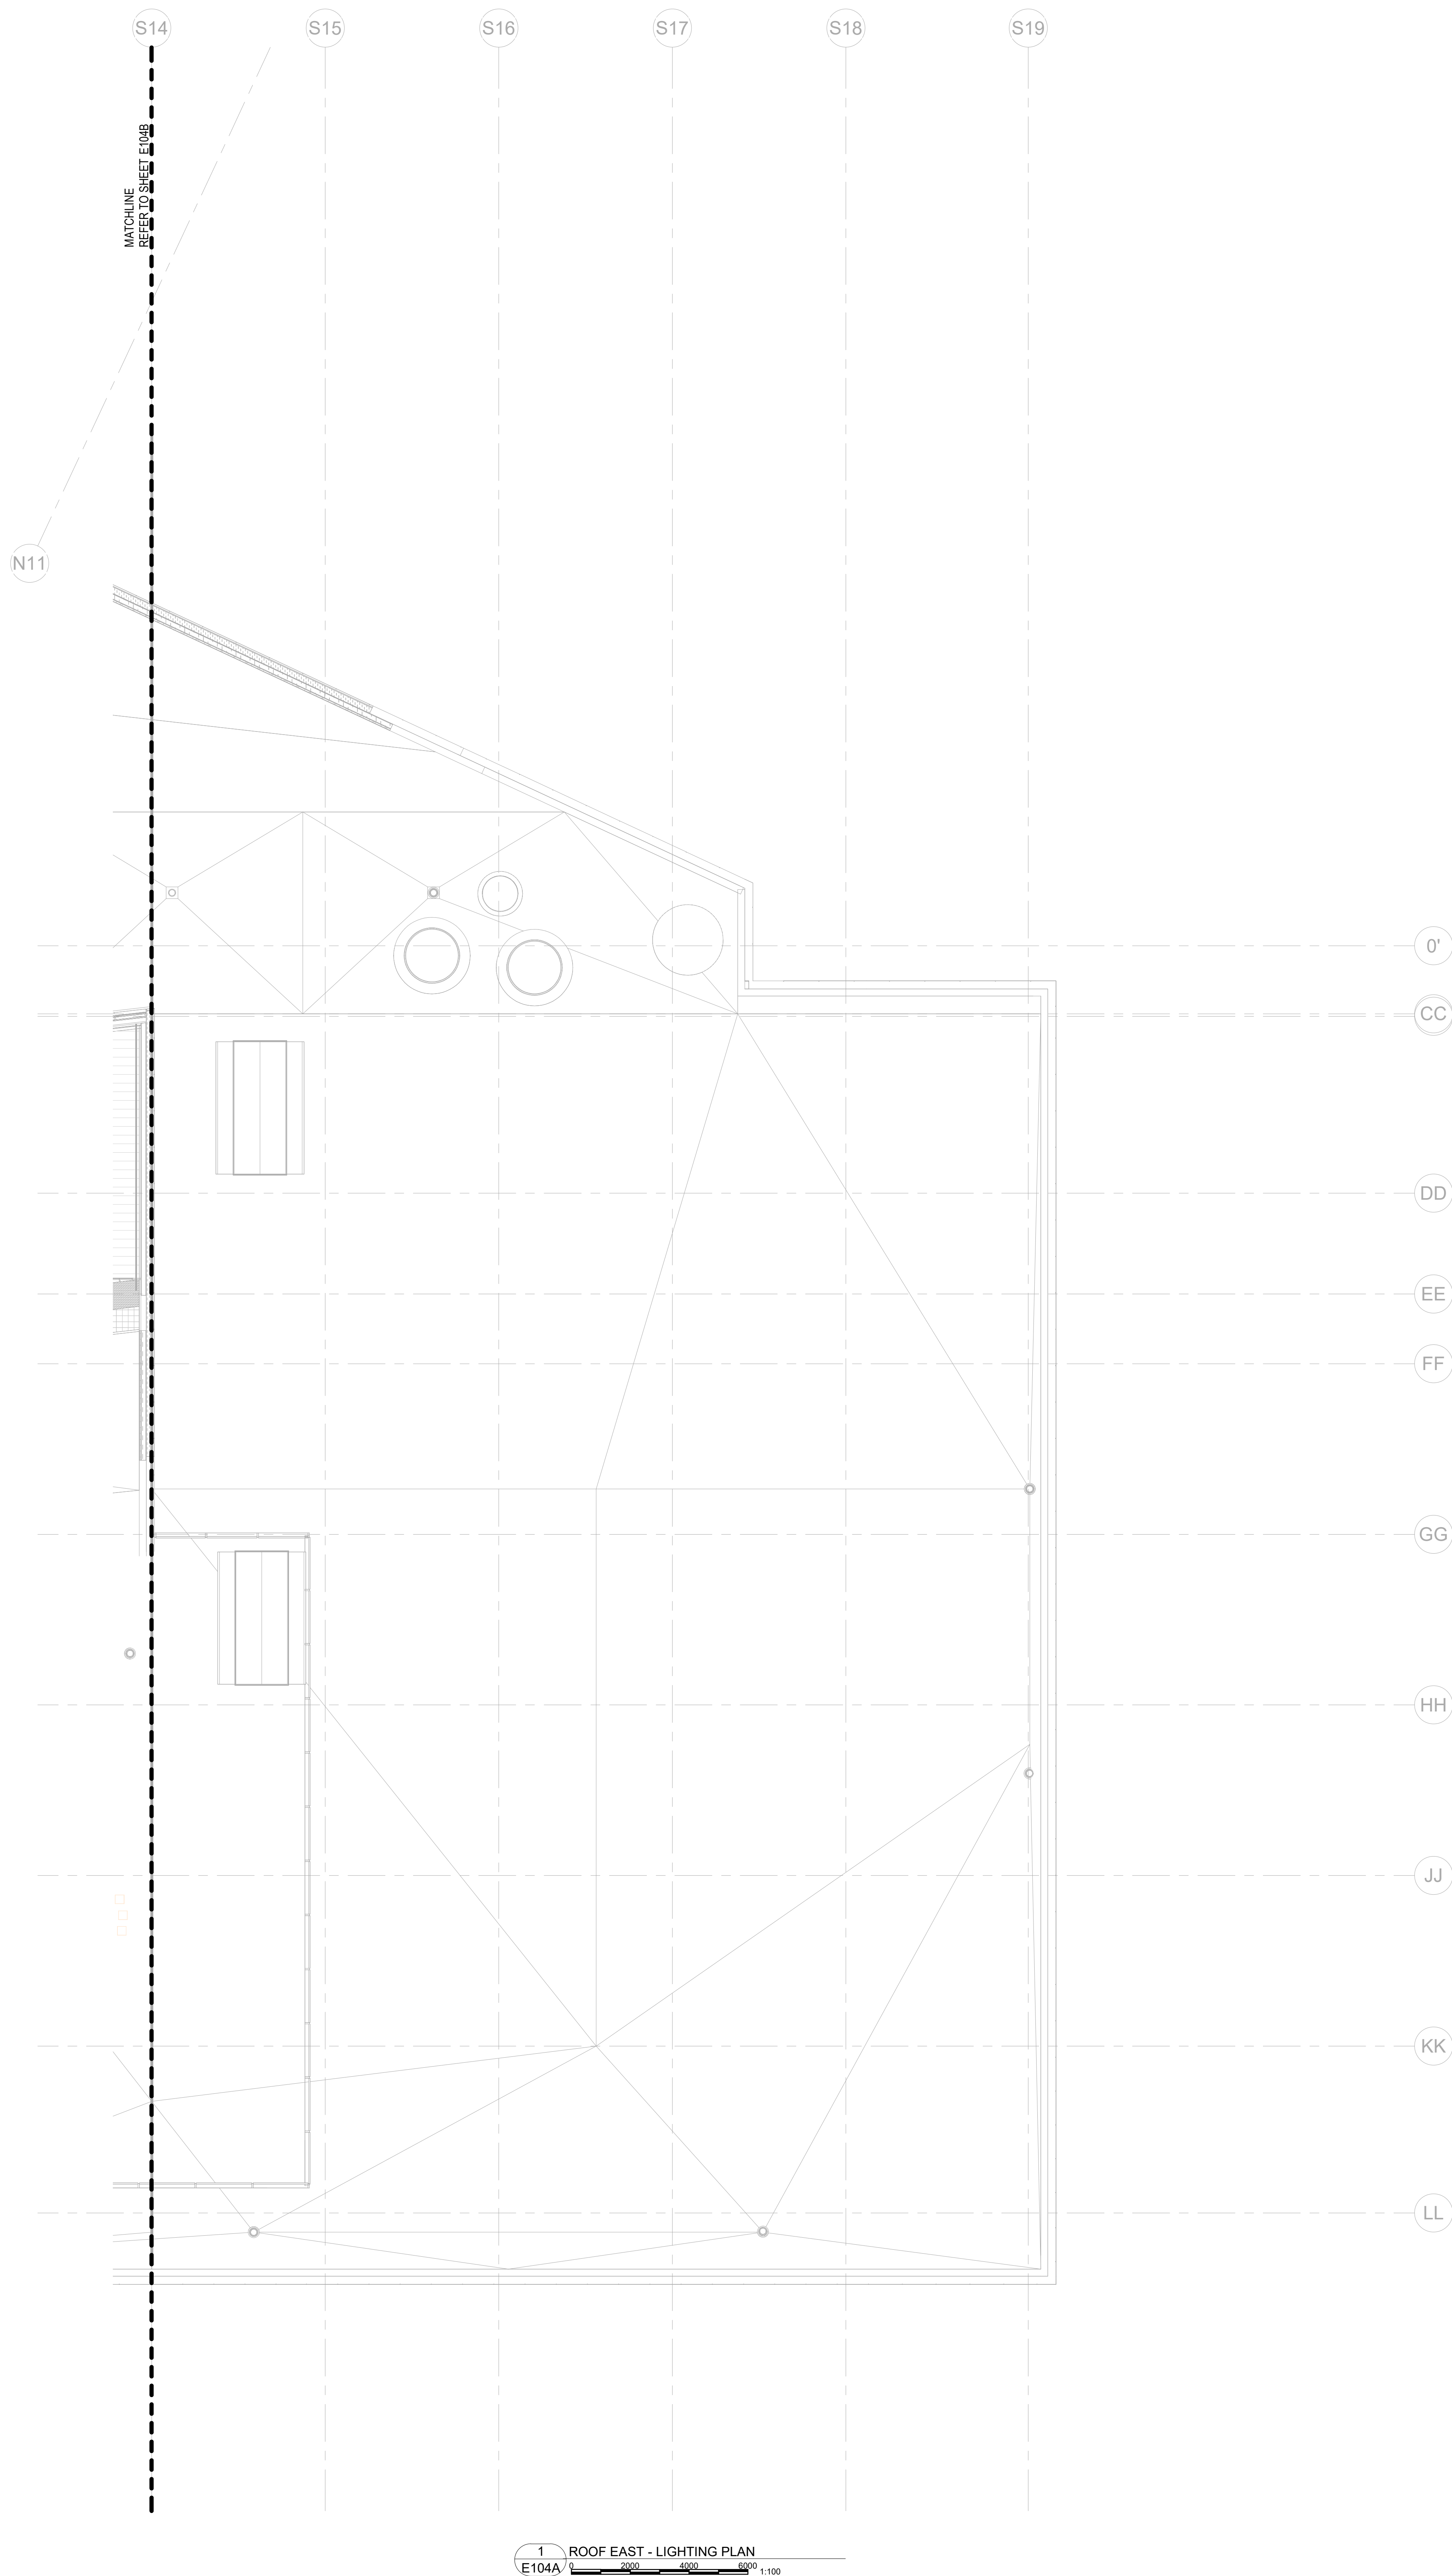 S14
S15
S16
S17
S18
S19
MATCHLINE
REFER TO SHEET E104B
N11
0'
CC
DD
EE
FF
GG
HH
JJ
KK
LL
1
E104A
ROOF EAST - LIGHTING PLAN
0 2000 4000 6000
1:100